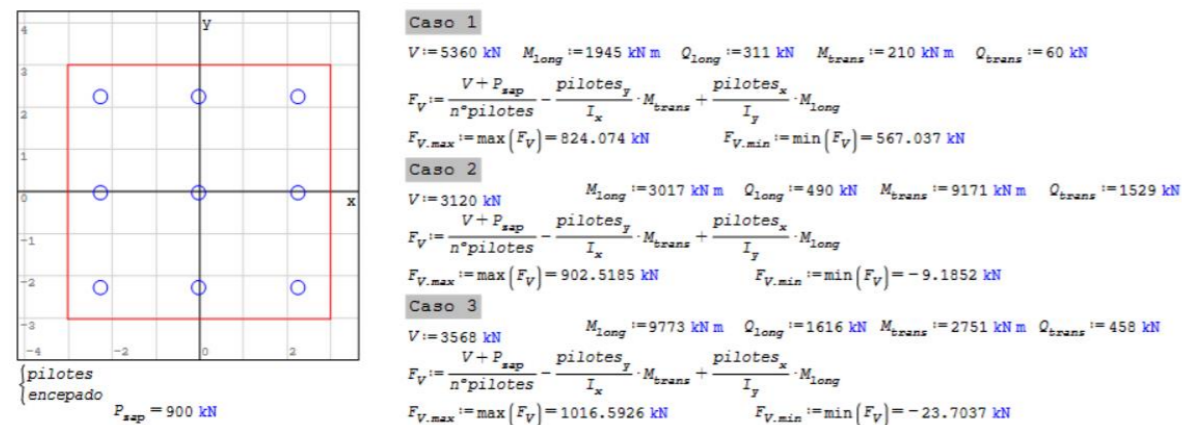 y
4
3
2
1
0
-1
-2
-3
-4 -2 0 2
x
{pilotes
encepado
P_sap = 900 kN
Caso 1
V:=5360 kN M_long:=1945 kN m Q_long:=311 kN M_trans:=210 kN m Q_trans:=60 kN
F_V:= (V+P_sap)/(nºpilotes) - (pilotes_y)/(I_x) · M_trans + (pilotes_x)/(I_y) · M_long
F_V.max:=max(F_V)=824.074 kN F_V.min:=min(F_V)=567.037 kN
Caso 2
V:=3120 kN M_long:=3017 kN m Q_long:=490 kN M_trans:=9171 kN m Q_trans:=1529 kN
F_V:= (V+P_sap)/(nºpilotes) - (pilotes_y)/(I_x) · M_trans + (pilotes_x)/(I_y) · M_long
F_V.max:=max(F_V)=902.5185 kN F_V.min:=min(F_V)=-9.1852 kN
Caso 3
V:=3568 kN M_long:=9773 kN m Q_long:=1616 kN M_trans:=2751 kN m Q_trans:=458 kN
F_V:= (V+P_sap)/(nºpilotes) - (pilotes_y)/(I_x) · M_trans + (pilotes_x)/(I_y) · M_long
F_V.max:=max(F_V)=1016.5926 kN F_V.min:=min(F_V)=-23.7037 kN